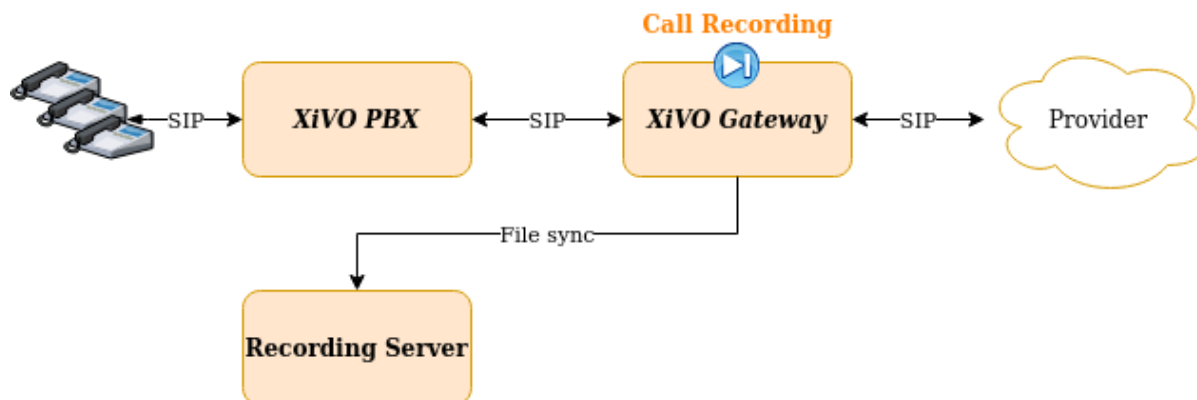 Call Recording
SIP
XiVO PBX
SIP
XiVO Gateway
SIP
Provider
File sync
Recording Server